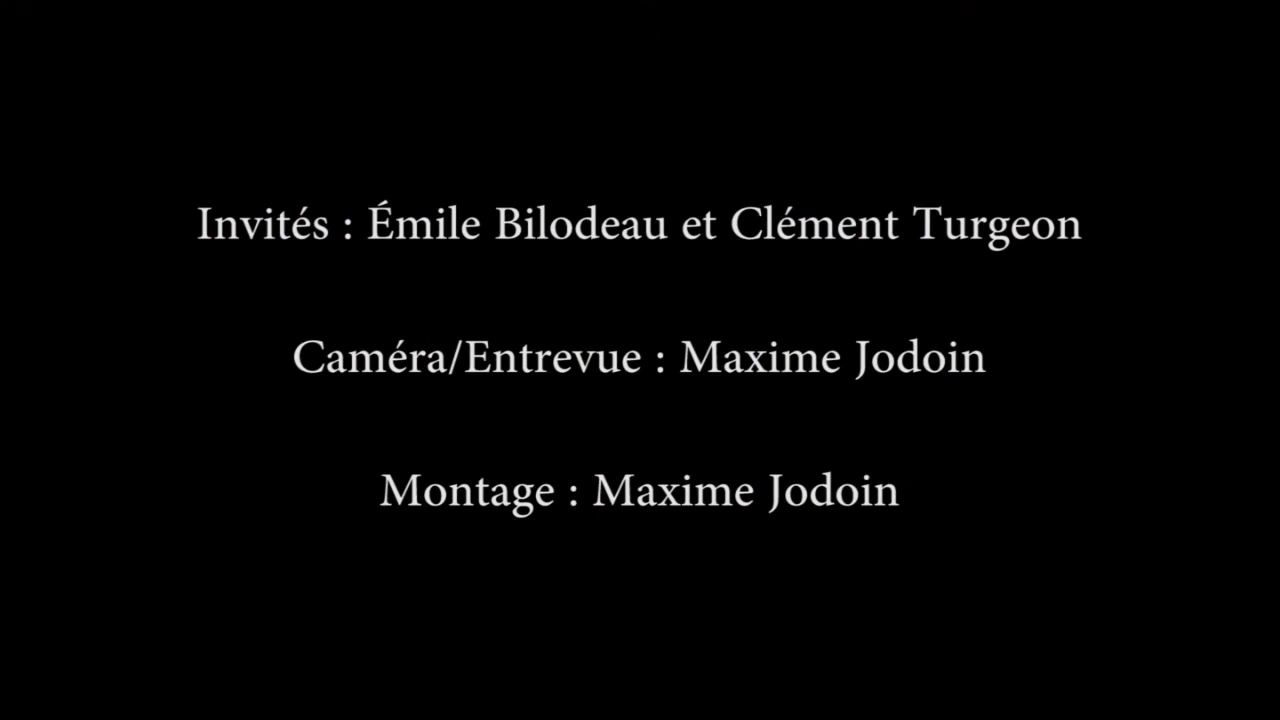 Invités : Émile Bilodeau et Clément Turgeon
Caméra/Entrevue : Maxime Jodoin
Montage : Maxime Jodoin